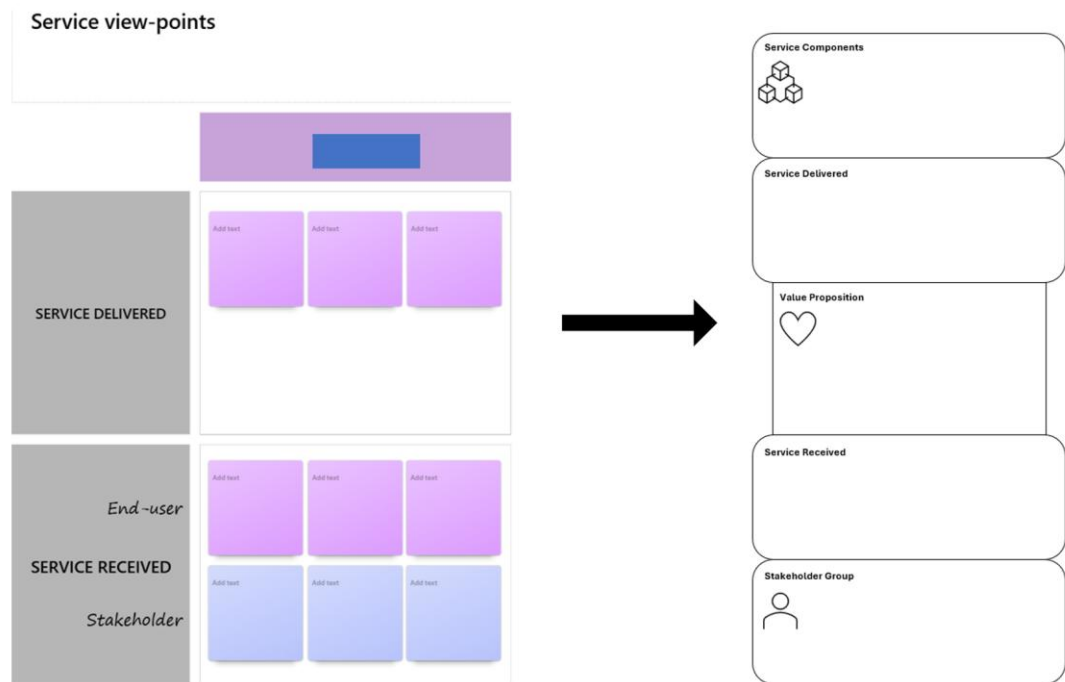 Service view-points
SERVICE DELIVERED
Add text
Add text
Add text
End-user
SERVICE RECEIVED
Stakeholder
Add text
Add text
Add text
Add text
Add text
Add text
Service Components
Service Delivered
Value Proposition
Service Received
Stakeholder Group